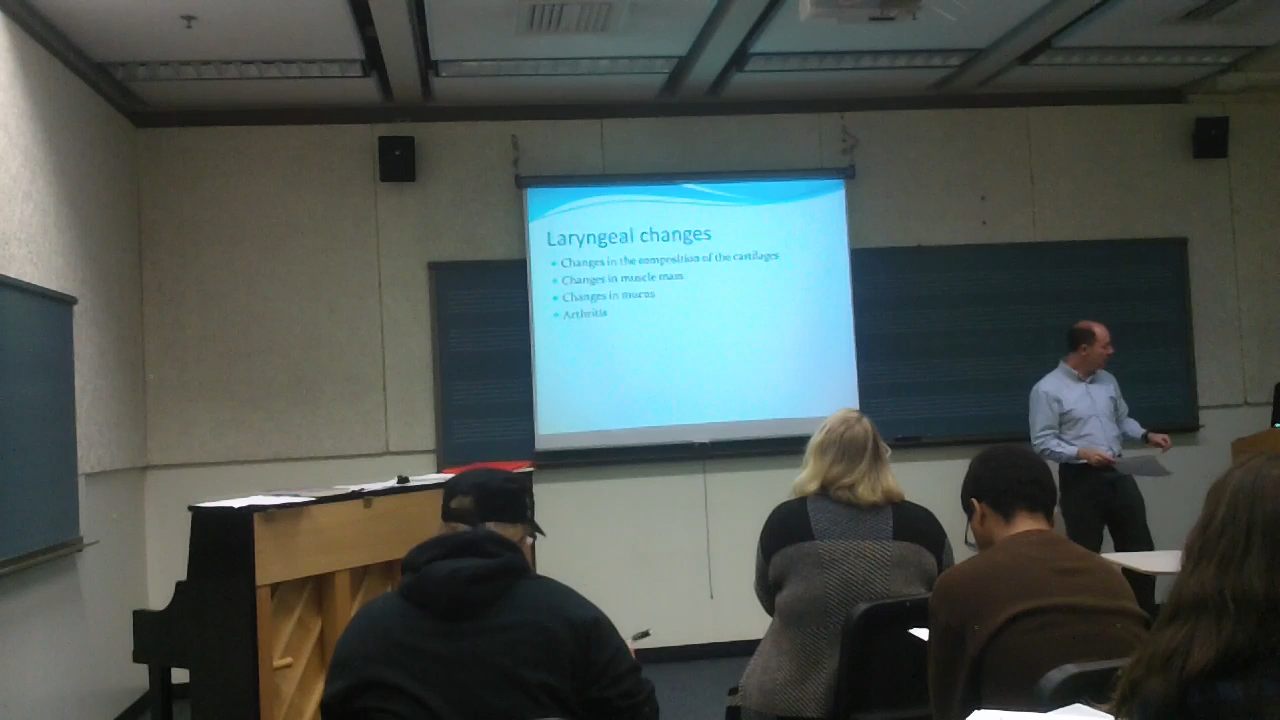 Laryngeal changes
Changes in the composition of the cartilages
Changes in muscle mass
Changes in mucus
Arthritis